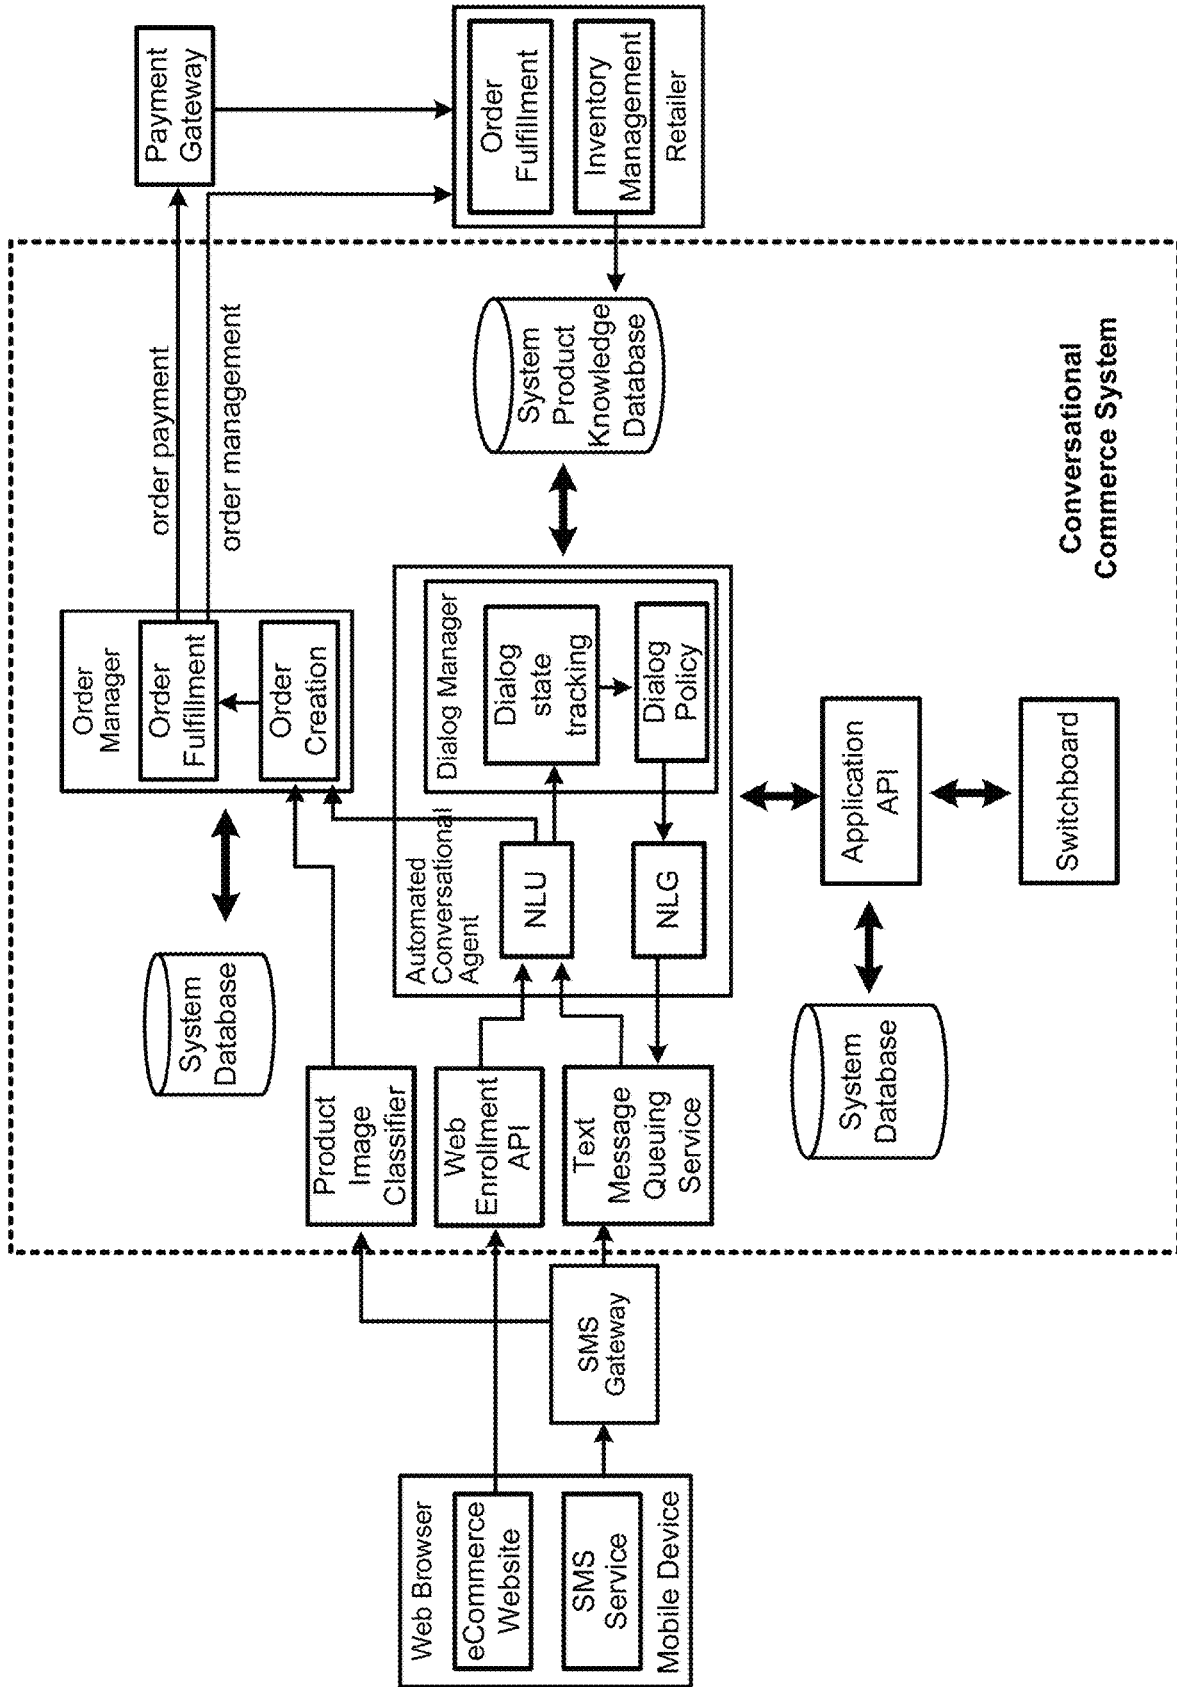 Web Browser
eCommerce
Website
SMS
Service
Mobile Device
SMS
Gateway
Product
Image
Classifier
Web
Enrollment
API
Text
Message
Queuing
Service
System
Database
System
Database
Automated
Conversational
Agent
NLU
NLG
Dialog Manager
Dialog
state
tracking
Dialog
Policy
Order
Manager
Order
Fulfillment
Order
Creation
Application
API
Switchboard
order payment
order management
System
Product
Knowledge
Database
Conversational
Commerce System
Payment
Gateway
Order
Fulfillment
Inventory
Management
Retailer